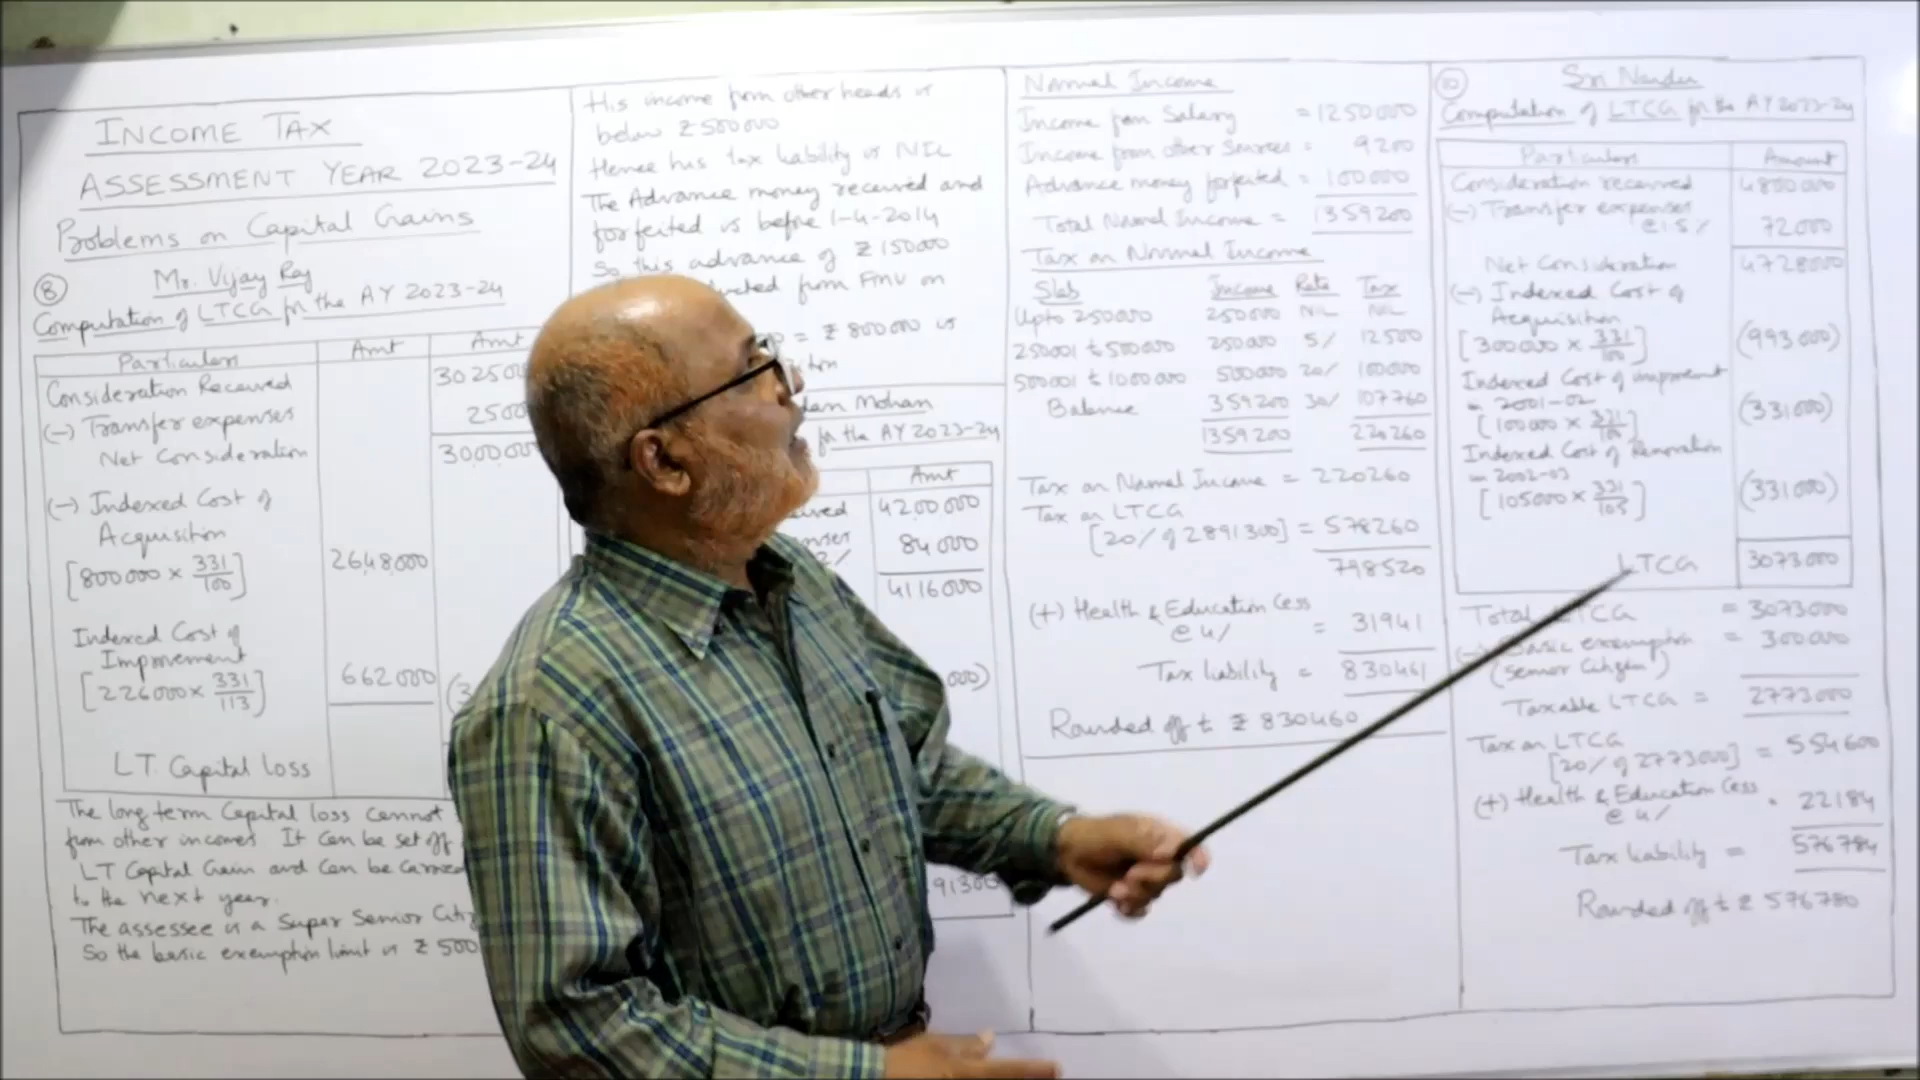 INCOME TAX
ASSESSMENT YEAR 2023-24
Problems on Capital Gains
8 Mr. Vijay Raj
Computation of LTCG for the AY 2023-24
Particulars Amt Amt
Consideration Received
(-) Transfer expenses
Net Consideration
(-) Indexed Cost of
Acquisition
[800000 × 331/100] 2648000
Indexed Cost of
Improvement
[226000 × 331/113] 662000
LT. Capital loss
The long term Capital loss cannot
from other incomes. It can be set off
LT Capital Gain and can be carried
to the next year.
The assessee is a Super Senior
So the basic exemption limit is ₹
His income from other heads is
below ₹ 500000
Hence his tax liability is NIL
The Advance money received and
forfeited is before 1-4-2014
So this advance of ₹ 150000
from FMV on
= ₹ 800000 is
Mohan
for the AY 2023-24
Amt
4200000
84000
4116000
Normal Income
Income from Salary = 1250000
Income from other sources = 9200
Advance money forfeited = 100000
Total Normal Income = 1359200
Tax on Normal Income
Slab Income Rate Tax
Upto 250000 250000 NIL NIL
250001 to 500000 250000 5% 12500
500001 to 1000000 500000 20% 100000
Balance 359200 30% 107760
1359200 220260
Tax on Normal Income = 220260
Tax on LTCG
[20% of 2891300] = 578260
798520
(+) Health & Education Cess
@ 4% = 31941
Tax liability = 830461
Rounded off to ₹ 830460
10 Sri Nandu
Computation of LTCG for the AY 2023-24
Particulars Amount
Consideration received 4800000
(-) Transfer expenses
@ 1.5% 72000
Net Consideration 4728000
(-) Indexed Cost of
Acquisition
[300000 × 331/100] (993000)
Indexed Cost of improvement
in 2001-02
[100000 × 331/100] (331000)
Indexed Cost of Renovation
in 2002-03
[105000 × 331/105] (331000)
LTCG 3073000
Total LTCG = 3073000
(-) Basic exemption = 300000
(senior Citizen)
Taxable LTCG = 2773000
Tax on LTCG
[20% of 2773000] = 554600
(+) Health & Education Cess
@ 4% = 22184
Tax liability = 576784
Rounded off to ₹ 576780